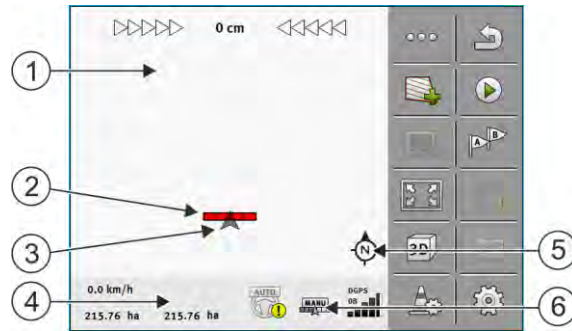 0 cm
1
A B
2
3
N
5
3D
4
0.0 km/h
215.76 ha 215.76 ha
AUTO
MANU
DGPS
08
6